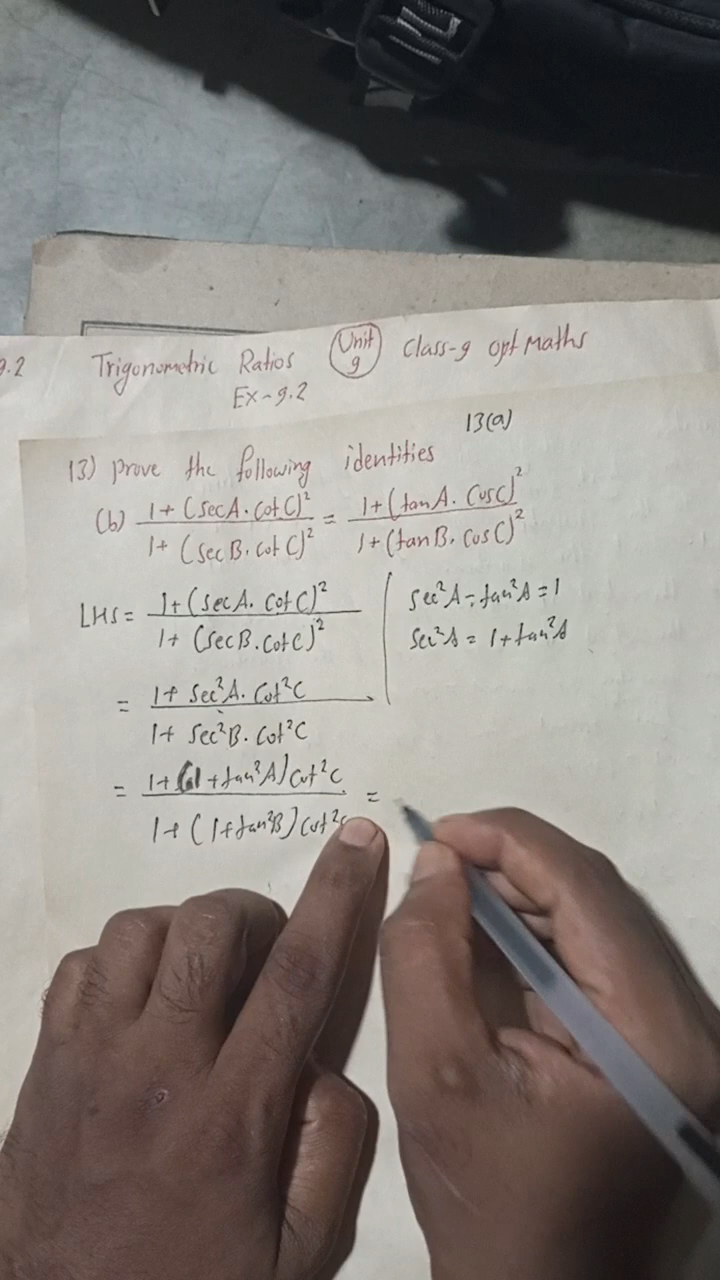 9.2 Trigonometric Ratios Unit 9 Class-9 opt Maths
Ex-9.2
13(a)
13) prove the following identities
(b) 1+(secA.cotC)²/1+(secB.cotC)² = 1+(tanA.CosC)²/1+(tanB.CosC)²
LHS = 1+(secA.cotC)²/1+(secB.cotC)²
sec²A-tan²A=1
sec²A = 1+tan²A
= 1+sec²A.Cot²C/1+sec²B.Cot²C
= 1+(1+tan²A)Cot²C/1+(1+tan²B)Cot²C =